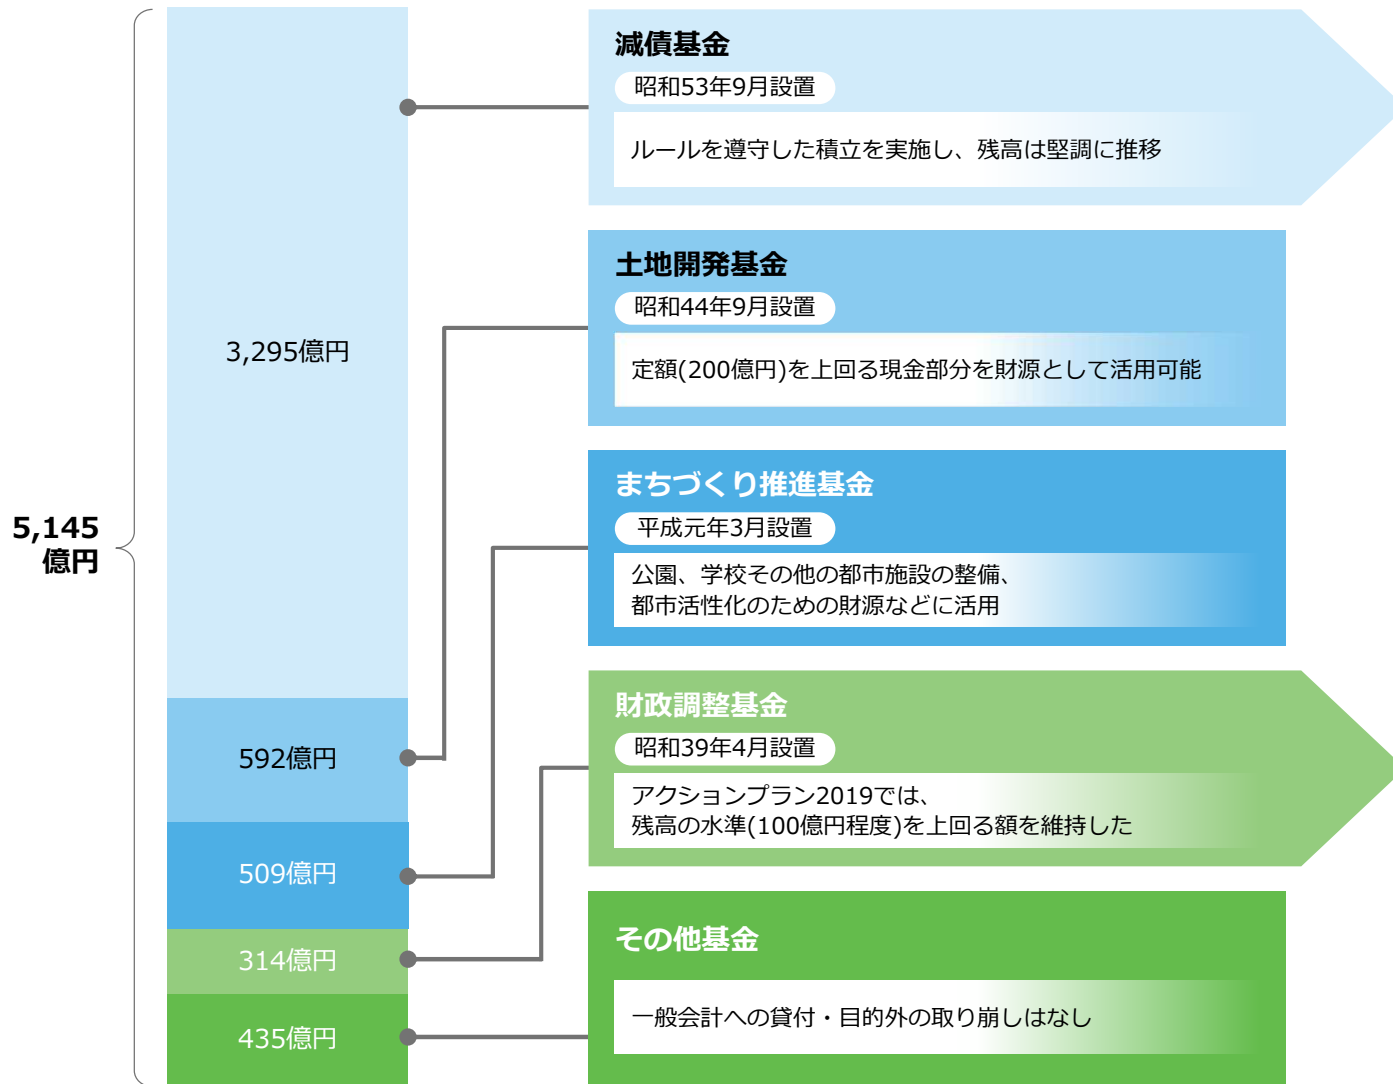 5,145
億円
3,295億円
592億円
509億円
314億円
435億円
減債基金
昭和53年9月設置
ルールを遵守した積立を実施し、残高は堅調に推移
土地開発基金
昭和44年9月設置
定額(200億円)を上回る現金部分を財源として活用可能
まちづくり推進基金
平成元年3月設置
公園、学校その他の都市施設の整備、
都市活性化のための財源などに活用
財政調整基金
昭和39年4月設置
アクションプラン2019では、
残高の水準(100億円程度)を上回る額を維持した
その他基金
一般会計への貸付・目的外の取り崩しはなし